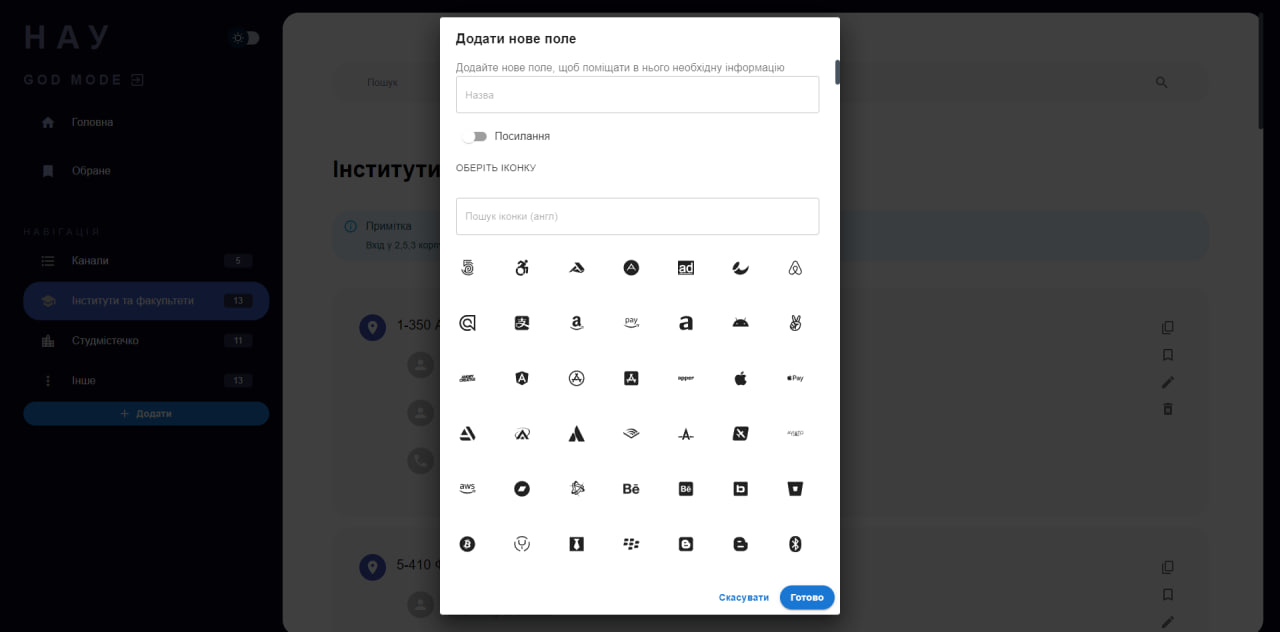 НАУ
GOD MODE
Головна
Обране
НАВІГАЦІЯ
Канали 5
Інститути та факультети 13
Студмістечко 11
Інше 13
+ Додати
Пошук
Інститути
Примітка
Вхід у 2,5,3
1-350
5-410
Додати нове поле
Додайте нове поле, щоб поміщати в нього необхідну інформацію
Назва
Посилання
ОБЕРІТЬ ІКОНКУ
Пошук іконки (англ)
ad
a
pay
a
Pay
aws
Bē
Bē
Скасувати
Готово